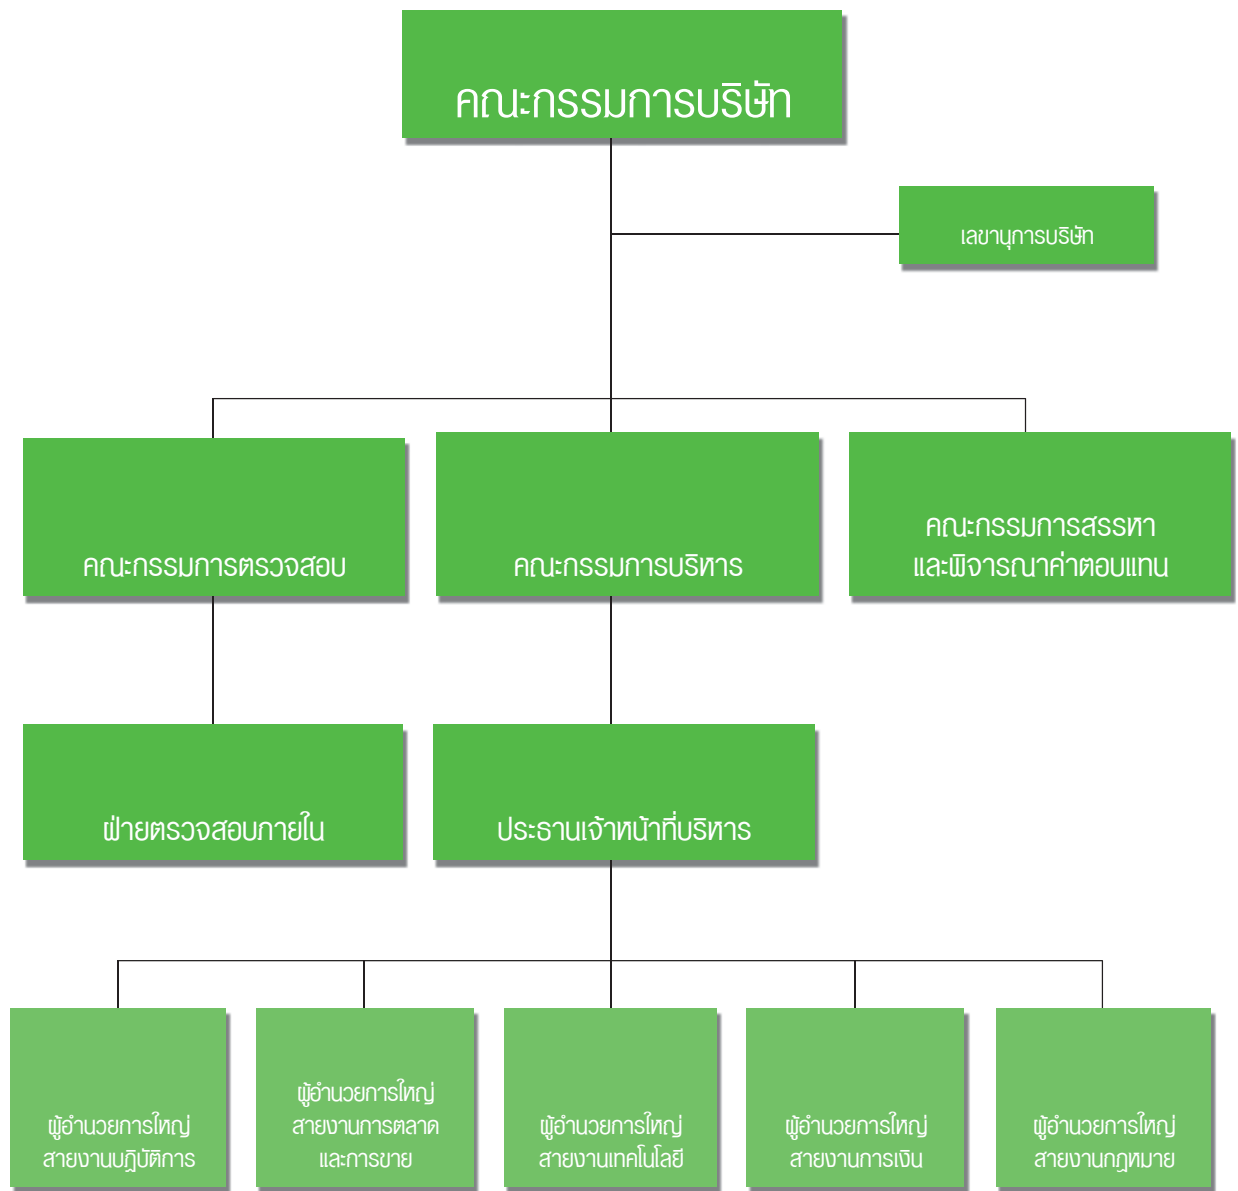 คณะกรรมการบริษัท
เลขานุการบริษัท
คณะกรรมการตรวจสอบ
คณะกรรมการบริหาร
คณะกรรมการสรรหา
และพิจารณาค่าตอบแทน
ฝ่ายตรวจสอบภายใน
ประธานเจ้าหน้าที่บริหาร
ผู้อำนวยการใหญ่
สายงานปฏิบัติการ
ผู้อำนวยการใหญ่
สายงานการตลาด
และการขาย
ผู้อำนวยการใหญ่
สายงานเทคโนโลยี
ผู้อำนวยการใหญ่
สายงานการเงิน
ผู้อำนวยการใหญ่
สายงานกฎหมาย